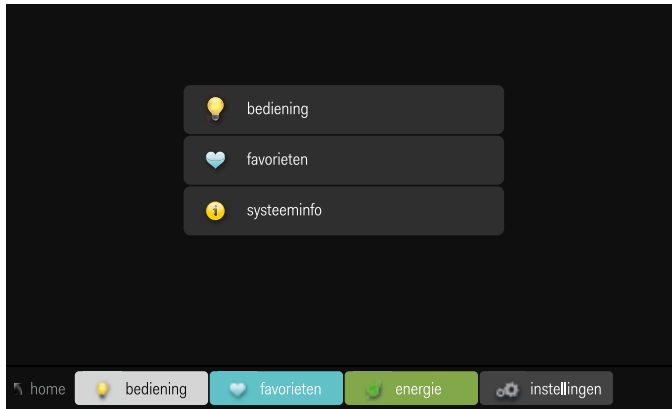 bediening
favorieten
systeeminfo
home bediening favorieten energie instellingen